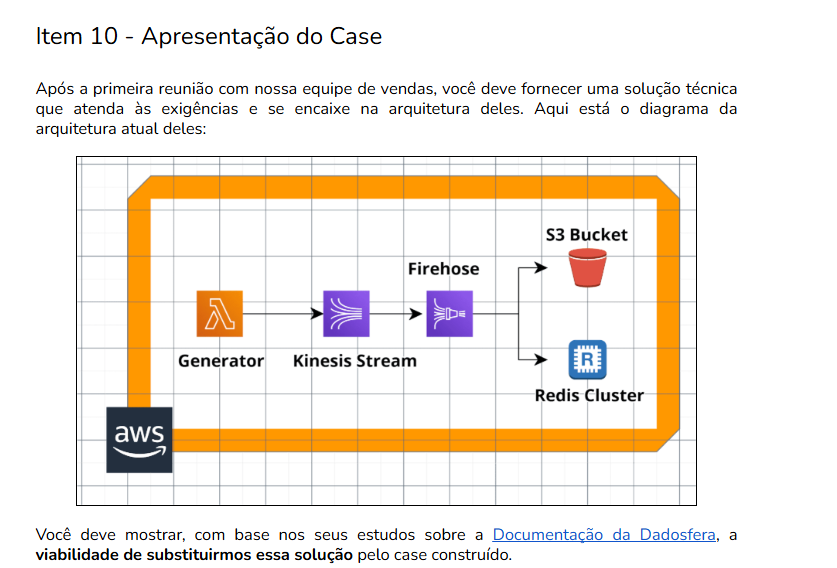 Item 10 - Apresentação do Case
Após a primeira reunião com nossa equipe de vendas, você deve fornecer uma solução técnica
que atenda às exigências e se encaixe na arquitetura deles. Aqui está o diagrama da
arquitetura atual deles:
S3 Bucket
Firehose
Generator
Kinesis Stream
R
Redis Cluster
aws
Você deve mostrar, com base nos seus estudos sobre a Documentação da Dadosfera, a
viabilidade de substituirmos essa solução pelo case construído.